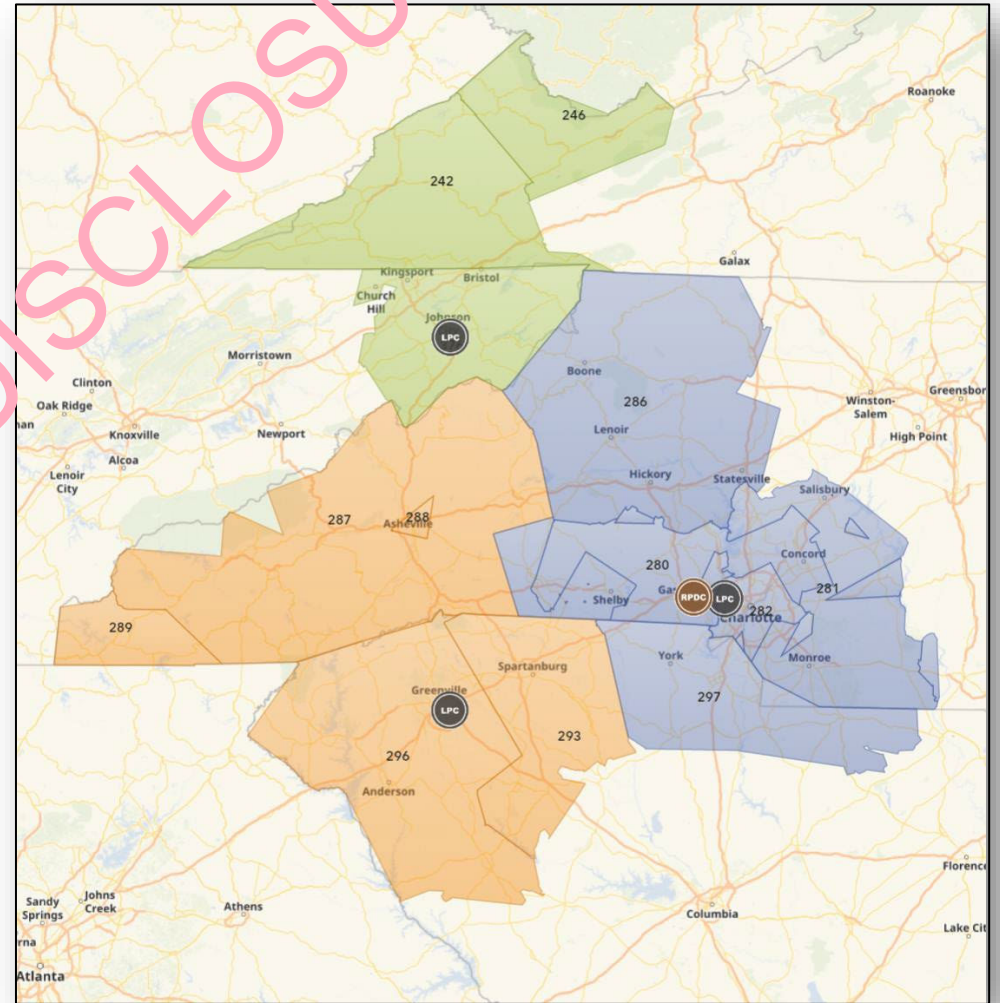 DISCLOSU
Roanoke
246
242
Galax
Kingsport
Bristol
Church
Hill
Johnson
LPC
Morristown
Boone
Clinton
Greensbor
286
Winston-
Salem
Oak Ridge
Lenoir
Knoxville
Newport
High Point
Alcoa
Lenoir
City
Hickory
Statesville
Salisbury
287
288
Asheville
Concord
280
281
Shelby
Gas
RPDC
LPC
282
Charlotte
289
York
Monroe
Spartanburg
Greenville
297
LPC
293
296
Anderson
Florence
Sandy
Springs
Johns
Creek
Athens
Columbia
Lake Cit
rna
Atlanta